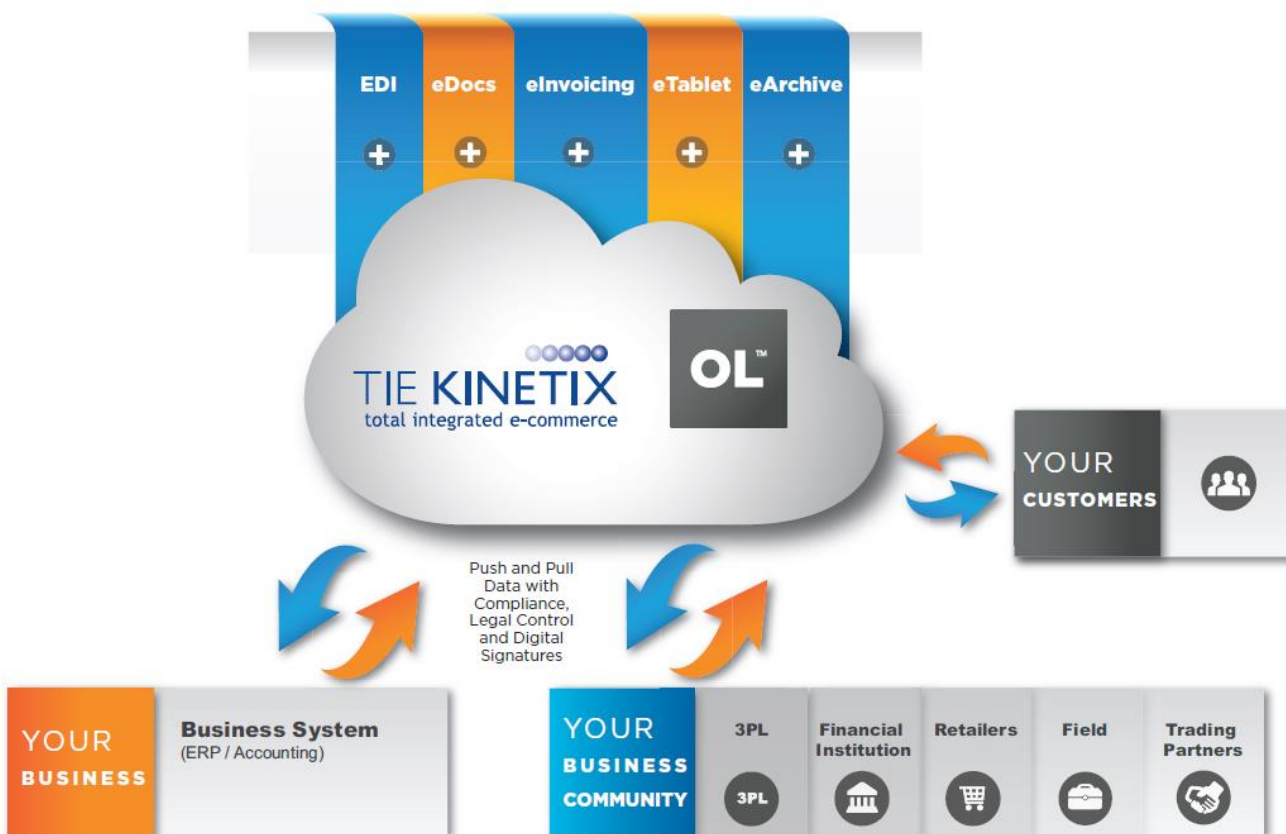 EDI eDocs eInvoicing eTablet eArchive
TIE KINETIX
total integrated e-commerce
OL™
YOUR
CUSTOMERS
Push and Pull
Data with
Compliance,
Legal Control
and Digital
Signatures
YOUR
BUSINESS
Business System
(ERP / Accounting)
YOUR
BUSINESS
COMMUNITY
3PL
3PL
Financial
Institution
Retailers
Field
Trading
Partners